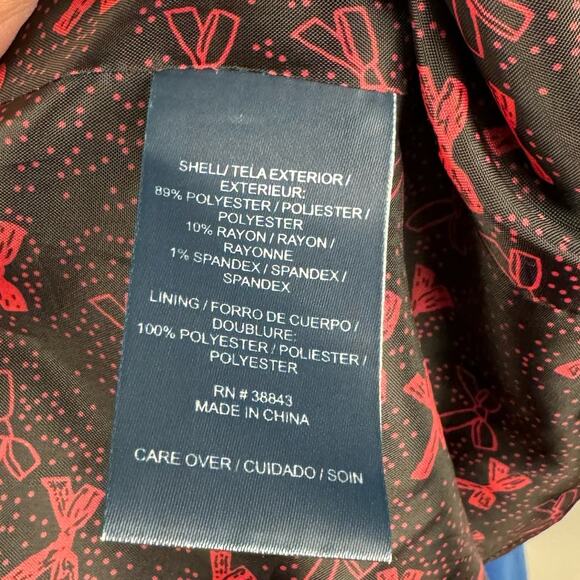 SHELL/ TELA EXTERIOR /
EXTERIEUR:
89% POLYESTER / POLIESTER /
POLYESTER
10% RAYON / RAYON /
RAYONNE
1% SPANDEX / SPANDEX /
SPANDEX
LINING / FORRO DE CUERPO /
DOUBLURE:
100% POLYESTER / POLIESTER /
POLYESTER
RN # 38843
MADE IN CHINA
CARE OVER / CUIDADO / SOIN